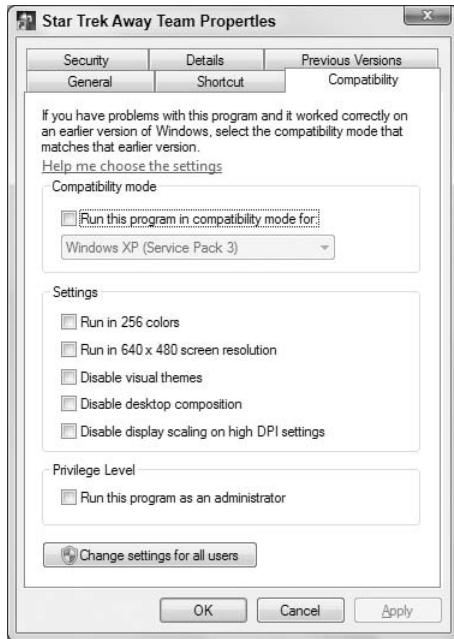 Star Trek Away Team Properties
Security Details Previous Versions
General Shortcut Compatibility
If you have problems with this program and it worked correctly on
an earlier version of Windows, select the compatibility mode that
matches that earlier version.
Help me choose the settings
Compatibility mode
Run this program in compatibility mode for:
Windows XP (Service Pack 3)
Settings
Run in 256 colors
Run in 640 x 480 screen resolution
Disable visual themes
Disable desktop composition
Disable display scaling on high DPI settings
Privilege Level
Run this program as an administrator
Change settings for all users
OK Cancel Apply